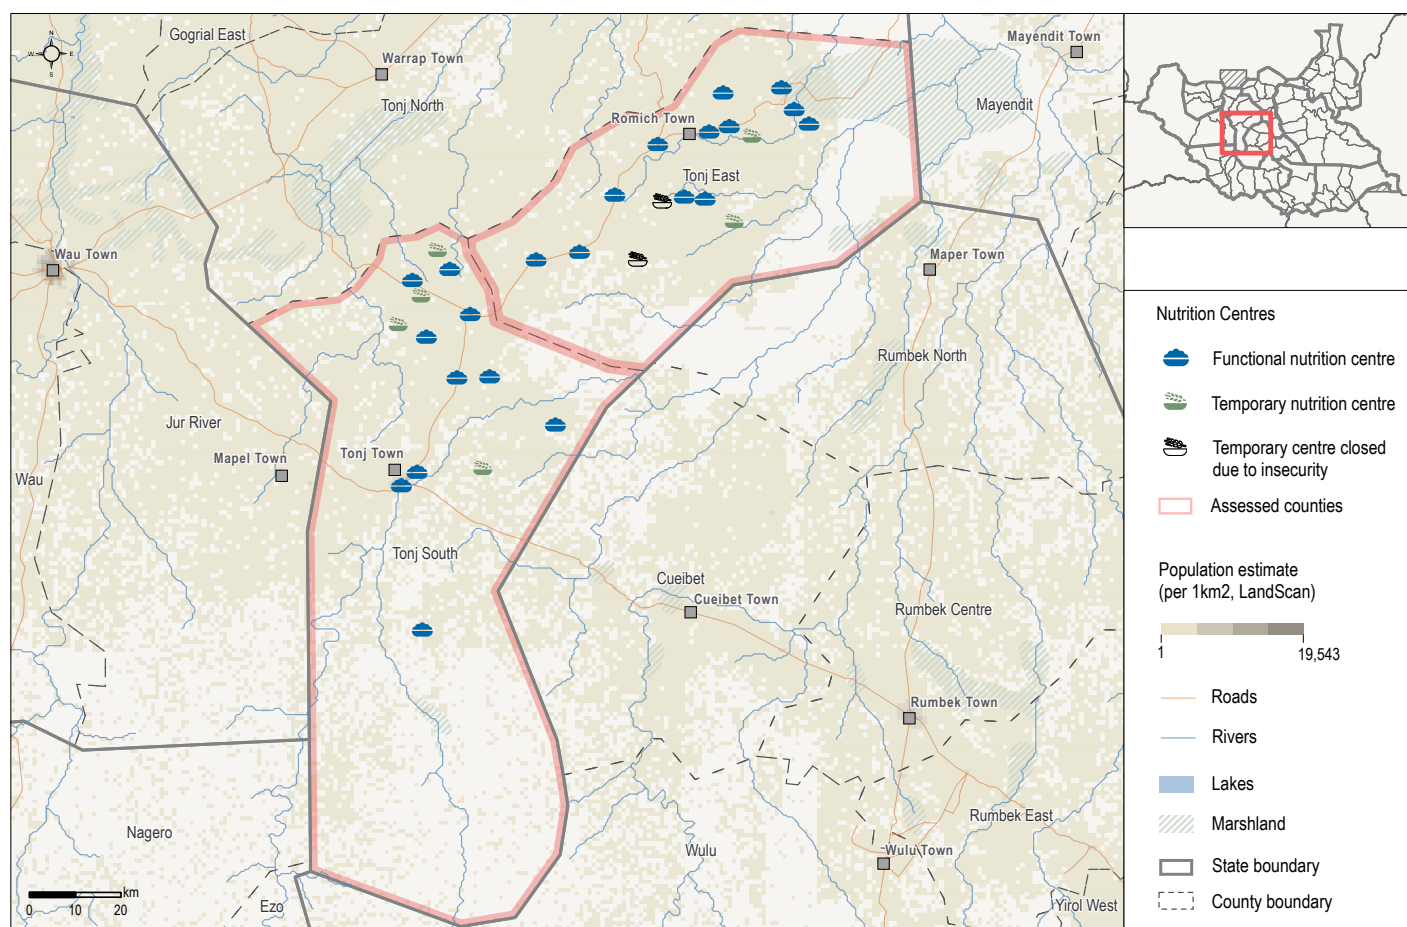 Gogrial East
Warrap Town
Mayendit Town
N
W
E
S
Tonj North
Mayendit
Romich Town
Tonj East
Wau Town
Maper Town
Rumbek North
Jur River
Mapel Town
Tonj Town
Wau
Tonj South
Cueibet
Cueibet Town
Rumbek Centre
Rumbek Town
Nagero
Wulu
Rumbek East
Wulu Town
Ezo
Yirol West
km
0 10 20
Nutrition Centres
Functional nutrition centre
Temporary nutrition centre
Temporary centre closed
due to insecurity
Assessed counties
Population estimate
(per 1km2, LandScan)
1 19,543
Roads
Rivers
Lakes
Marshland
State boundary
County boundary